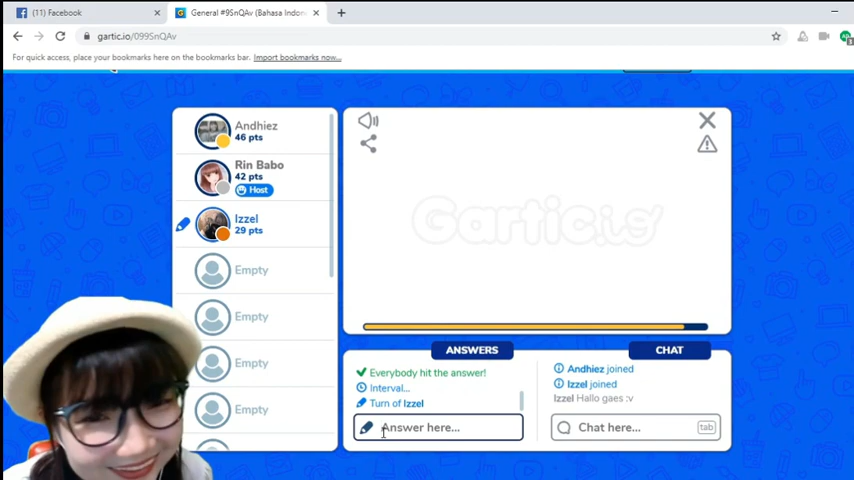 (11) Facebook
General #9SnQAv (Bahasa Indon
gartic.io/099SnQAv
For quick access, place your bookmarks here on the bookmarks bar. Import bookmarks now...
Andhiez
46 pts
Rin Babo
42 pts
Host
Izzel
29 pts
Empty
Empty
Empty
Empty
Gartic.io
ANSWERS
Everybody hit the answer!
Interval...
Turn of Izzel
Answer here...
CHAT
Andhiez joined
Izzel joined
Izzel Hallo gaes :v
Chat here...
tab